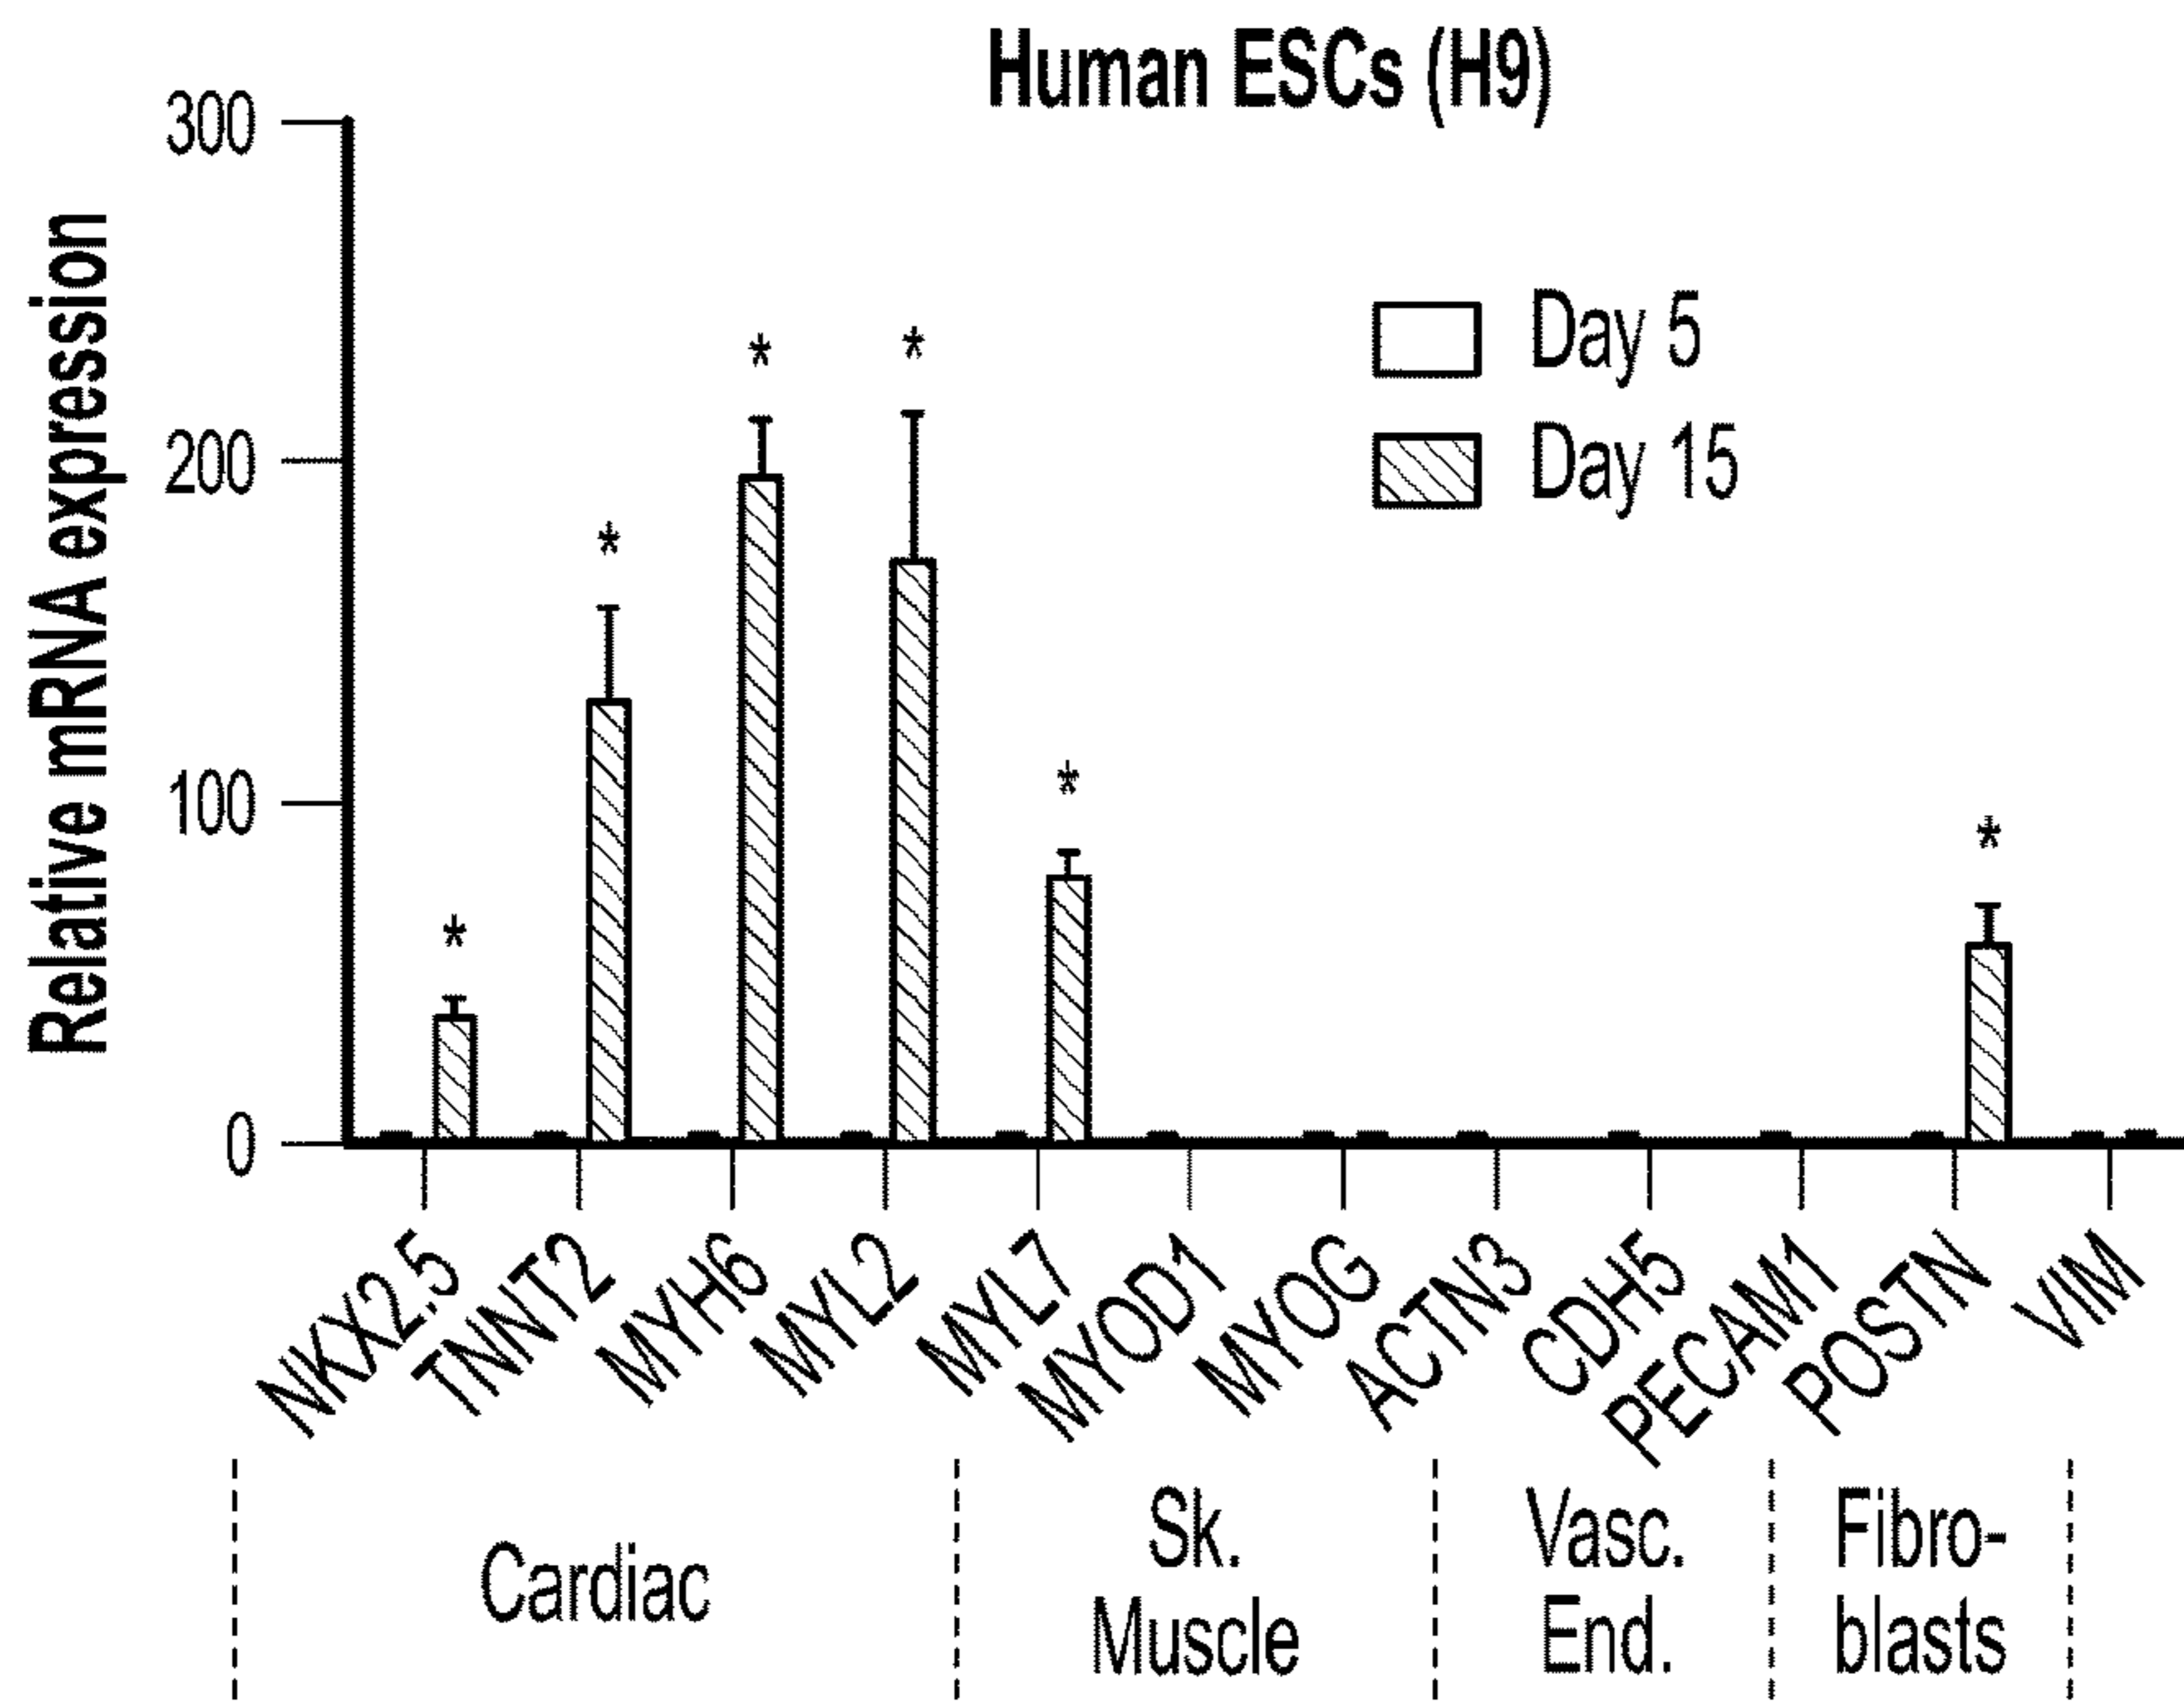 Human ESCs (H9)
Relative mRNA expression
300
200
100
0
Day 5
Day 15
* * * * * *
NKX2,5
TNNT2
MYH6
MYL2
MYL7
MYOD1
MYOG
ACTN3
CDH5
PECAM1
POSTN
VIM
Cardiac
Sk.
Muscle
Vasc.
End.
Fibro-
blasts